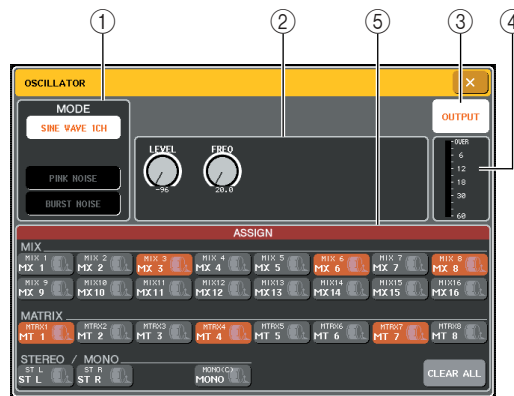 ① ② ⑤ ③ ④
OSCILLATOR ×
MODE
SINE WAVE 1CH
PINK NOISE
BURST NOISE
LEVEL FREQ
-96 20.0
OUTPUT
OVER
6
12
18
30
60
ASSIGN
MIX
MIX 1 MIX 2 MIX 3 MIX 4 MIX 5 MIX 6 MIX 7 MIX 8
MX 1 MX 2 MX 3 MX 4 MX 5 MX 6 MX 7 MX 8
MIX 9 MIX10 MIX11 MIX12 MIX13 MIX14 MIX15 MIX16
MX 9 MX10 MX11 MX12 MX13 MX14 MX15 MX16
MATRIX
MTRX1 MTRX2 MTRX3 MTRX4 MTRX5 MTRX6 MTRX7 MTRX8
MT 1 MT 2 MT 3 MT 4 MT 5 MT 6 MT 7 MT 8
STEREO / MONO
ST L ST R MONO(C)
ST L ST R MONO
CLEAR ALL